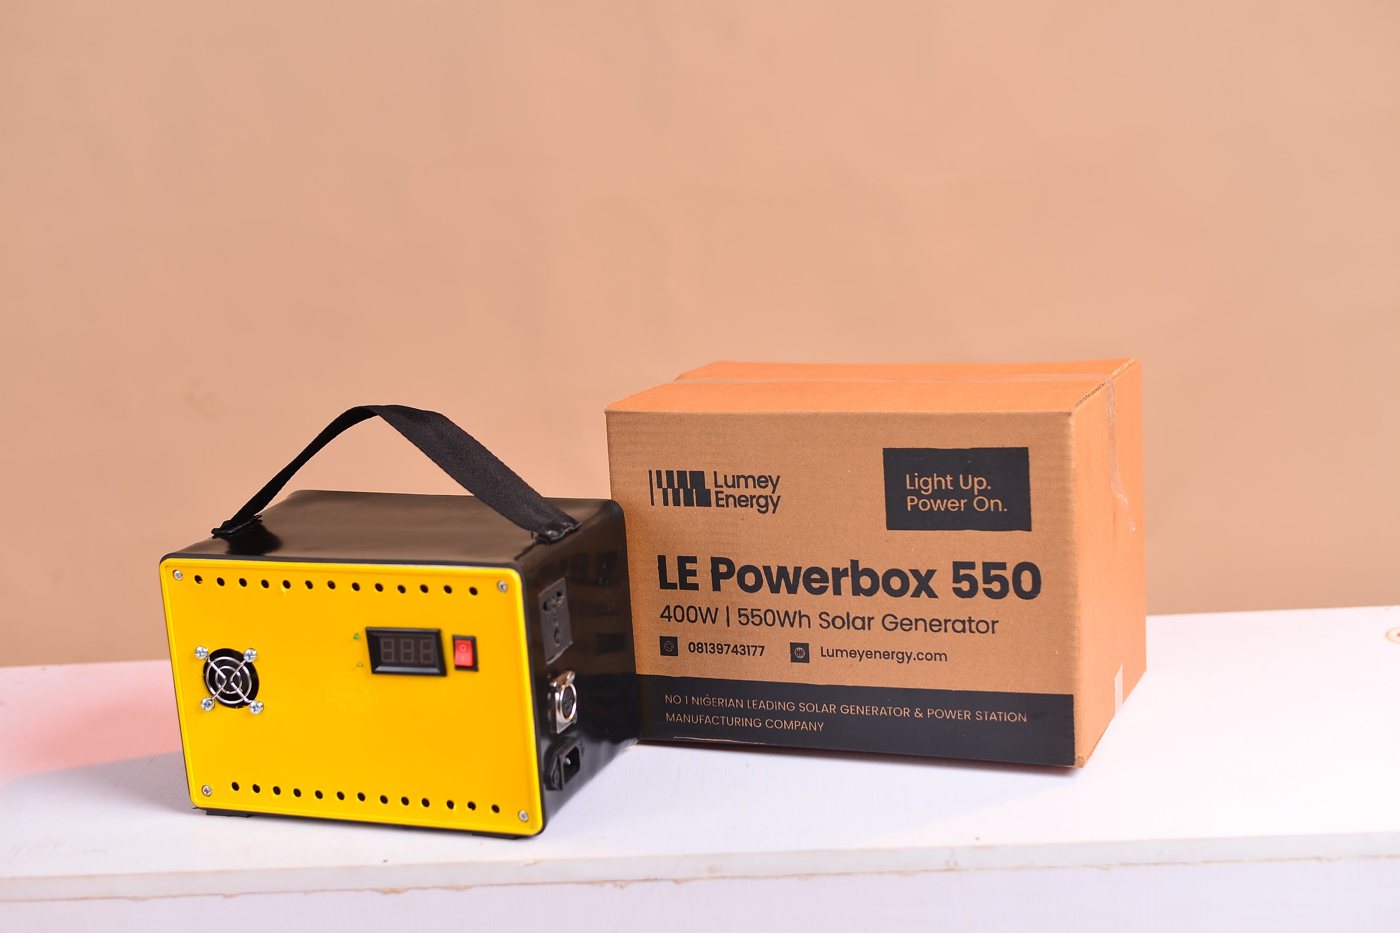 Lumey
Energy
Light Up.
Power On.
LE Powerbox 550
400W | 550Wh Solar Generator
08139743177
Lumeyenergy.com
NO 1 NIGERIAN LEADING SOLAR GENERATOR & POWER STATION
MANUFACTURING COMPANY